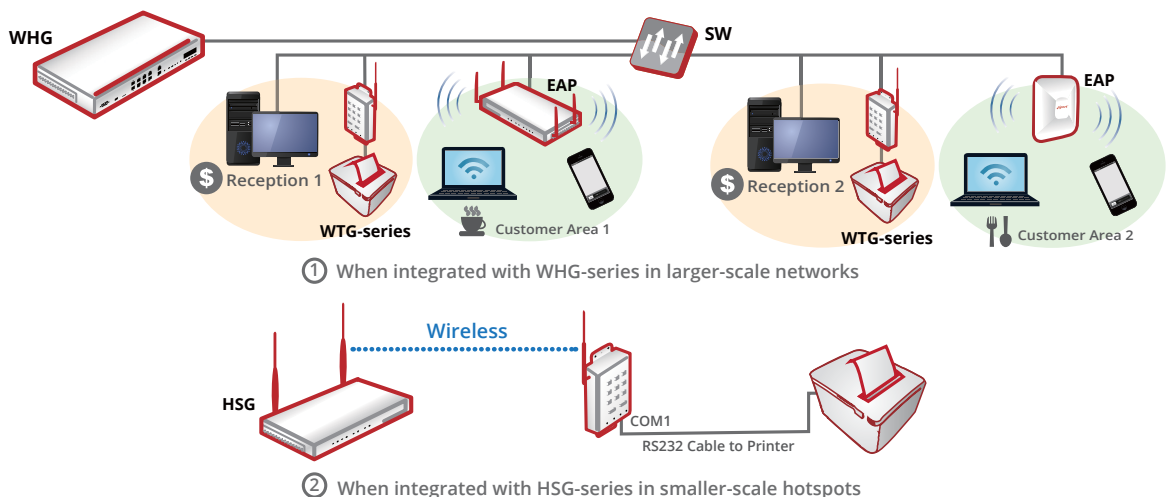 WHG
SW
EAP
EAP
$ Reception 1
WTG-series
Customer Area 1
$ Reception 2
WTG-series
Customer Area 2
1 When integrated with WHG-series in larger-scale networks
Wireless
HSG
COM1
RS232 Cable to Printer
2 When integrated with HSG-series in smaller-scale hotspots